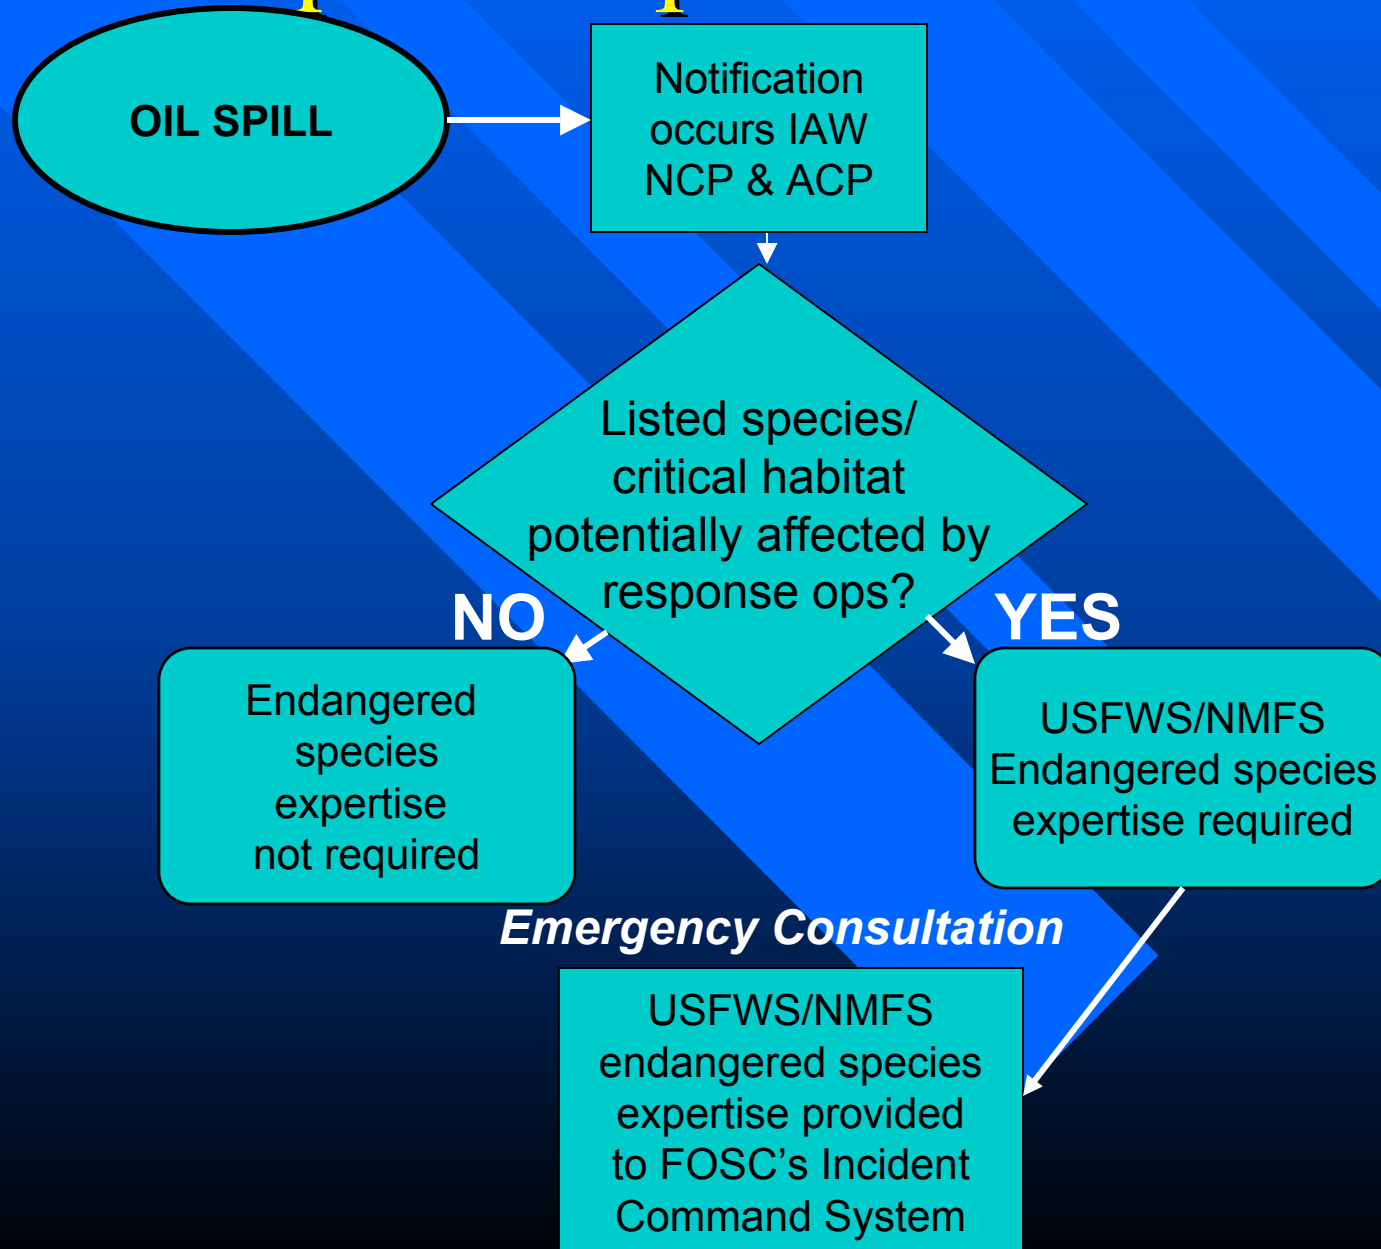 OIL SPILL
Notification
occurs IAW
NCP & ACP
Listed species/
critical habitat
potentially affected by
response ops?
NO
YES
Endangered
species
expertise
not required
USFWS/NMFS
Endangered species
expertise required
Emergency Consultation
USFWS/NMFS
endangered species
expertise provided
to FOSC’s Incident
Command System